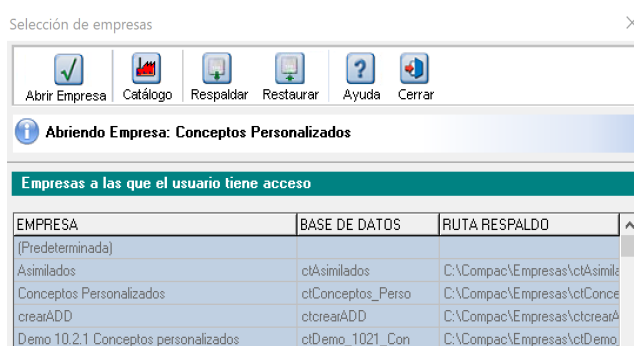 Selección de empresas
Abrir Empresa Catálogo Respaldar Restaurar Ayuda Cerrar
Abriendo Empresa: Conceptos Personalizados
Empresas a las que el usuario tiene acceso
EMPRESA BASE DE DATOS RUTA RESPALDO
(Predeterminada)
Asimilados ctAsimilados C:\Compac\Empresas\ctAsimila
Conceptos Personalizados ctConceptos_Perso C:\Compac\Empresas\ctConce
crearADD ctcrearADD C:\Compac\Empresas\ctcrearA
Demo 10.2.1 Conceptos personalizados ctDemo_1021_Con C:\Compac\Empresas\ctDemo_